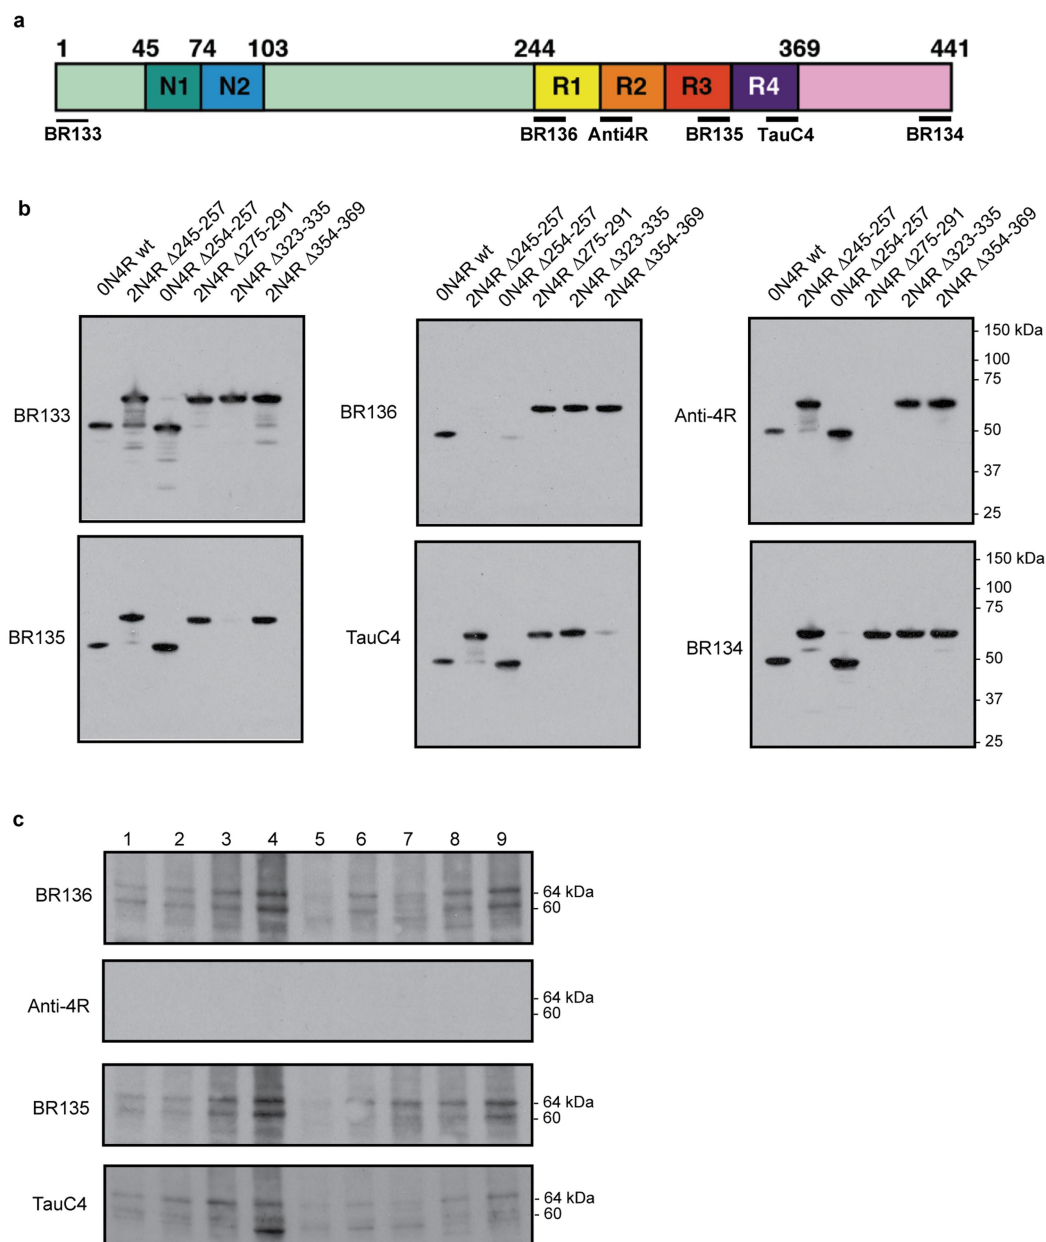 a
1 45 74 103 244 369 441
N1 N2 R1 R2 R3 R4
BR133 BR136 Anti4R BR135 TauC4 BR134
b
0N4R wt
2N4R Δ245-257
0N4R Δ254-257
2N4R Δ275-291
2N4R Δ323-335
2N4R Δ354-369
0N4R wt
2N4R Δ245-257
0N4R Δ254-257
2N4R Δ275-291
2N4R Δ323-335
2N4R Δ354-369
0N4R wt
2N4R Δ245-257
0N4R Δ254-257
2N4R Δ275-291
2N4R Δ323-335
2N4R Δ354-369
BR133
BR136
Anti-4R
150 kDa
100
75
50
37
25
BR135
TauC4
BR134
150 kDa
100
75
50
37
25
c
1 2 3 4 5 6 7 8 9
BR136
64 kDa
60
Anti-4R
64 kDa
60
BR135
64 kDa
60
TauC4
64 kDa
60